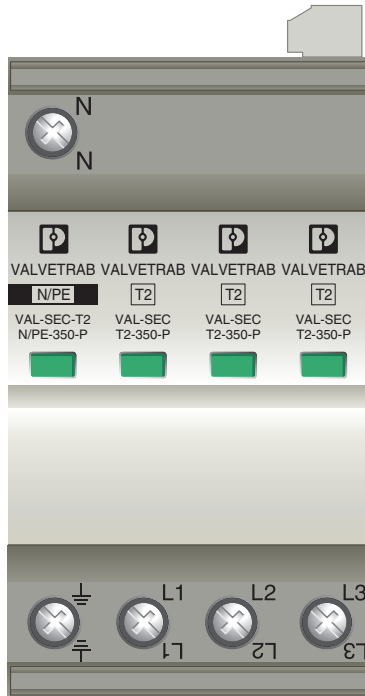 N
N
VALVETRAB VALVETRAB VALVETRAB VALVETRAB
N/PE T2 T2 T2
VAL-SEC-T2 VAL-SEC VAL-SEC VAL-SEC
N/PE-350-P T2-350-P T2-350-P T2-350-P
L1 L2 L3
L1 L2 L3